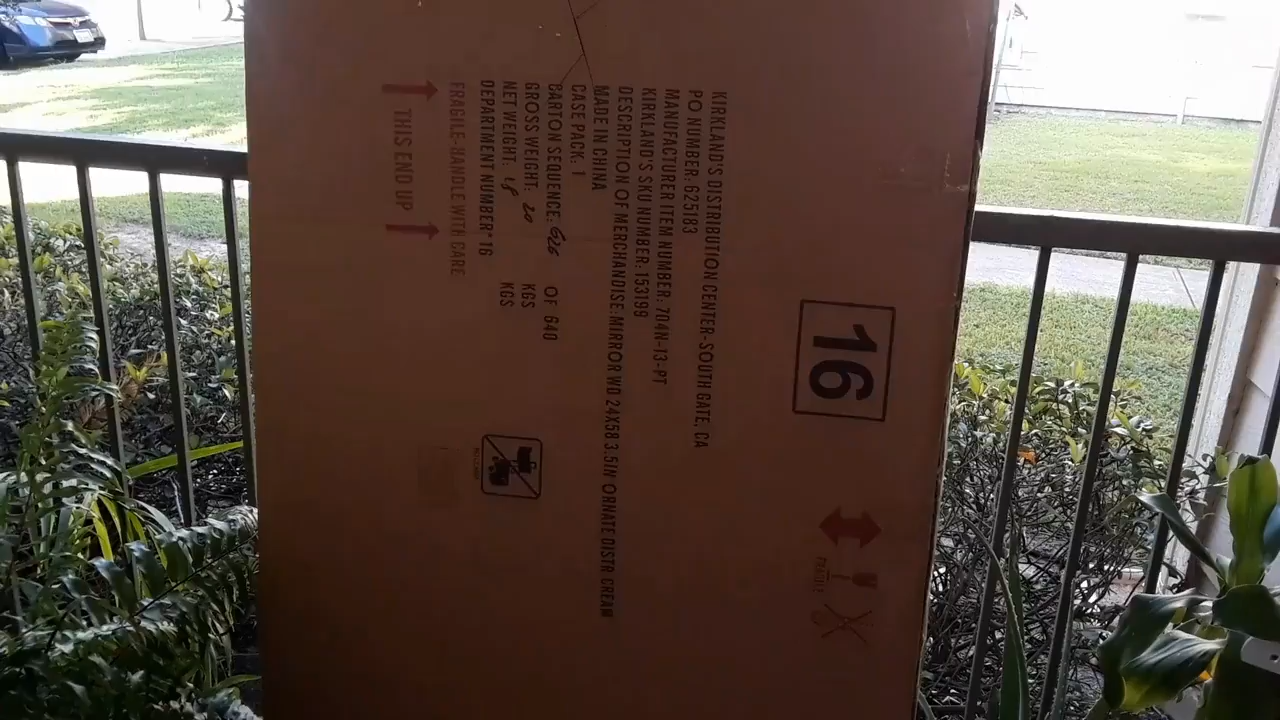 KIRKLAND'S DISTRIBUTION CENTER-SOUTH GATE, CA
PO NUMBER: 625183
MANUFACTURER ITEM NUMBER: 704N-13-PT
KIRKLAND'S SKU NUMBER: 153199
DESCRIPTION OF MERCHANDISE: MIRROR WD 24X58 3.5IN ORNATE DISTR CREAM
MADE IN CHINA
CASE PACK: 1
CARTON SEQUENCE: 626 OF 640
GROSS WEIGHT: 20 KGS
NET WEIGHT: 18 KGS
DEPARTMENT NUMBER: 16
FRAGILE-HANDLE WITH CARE
THIS END UP
16
FRAGILE